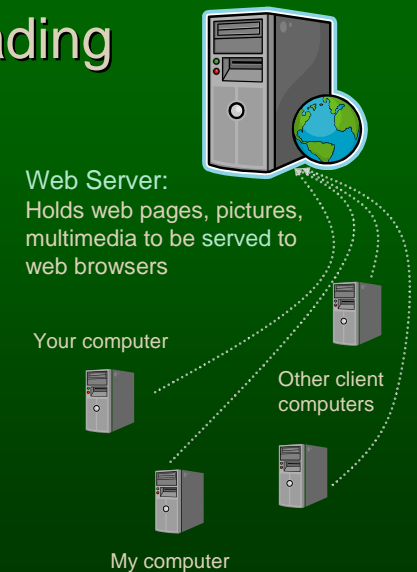 ading
Web Server:
Holds web pages, pictures,
multimedia to be served to
web browsers
Your computer
Other client
computers
My computer